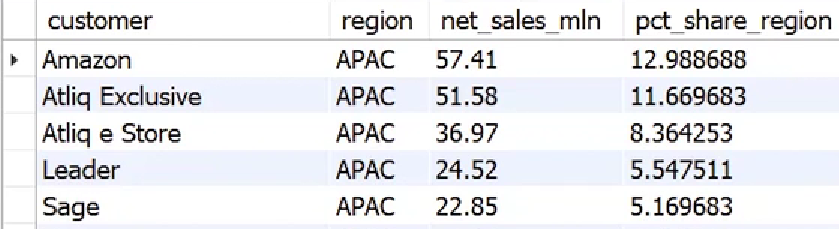 customer region net_sales_mln pct_share_region
Amazon APAC 57.41 12.988688
Atliq Exclusive APAC 51.58 11.669683
Atliq e Store APAC 36.97 8.364253
Leader APAC 24.52 5.547511
Sage APAC 22.85 5.169683